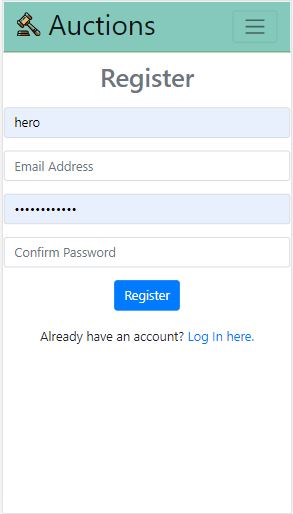 Auctions
Register
hero
Email Address
••••••••••••
Confirm Password
Register
Already have an account? Log In here.